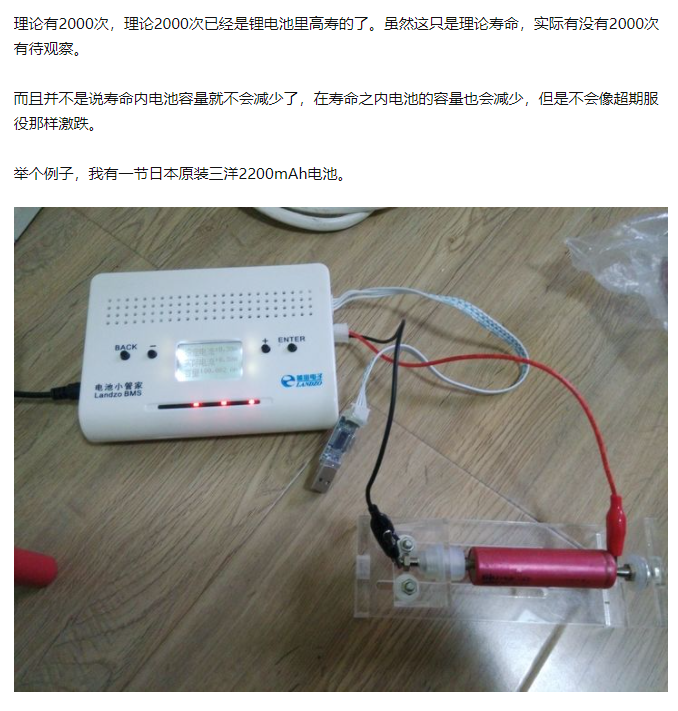 理论有2000次，理论2000次已经是锂电池里高寿的了。虽然这只是理论寿命，实际有没有2000次
有待观察。
而且并不是说寿命内电池容量就不会减少了，在寿命之内电池的容量也会减少，但是不会像超期服
役那样激跌。
举个例子，我有一节日本原装三洋2200mAh电池。
BACK
−
+
ENTER
电池小管家
Landzo BMS
蓝宙电子
LANDZO